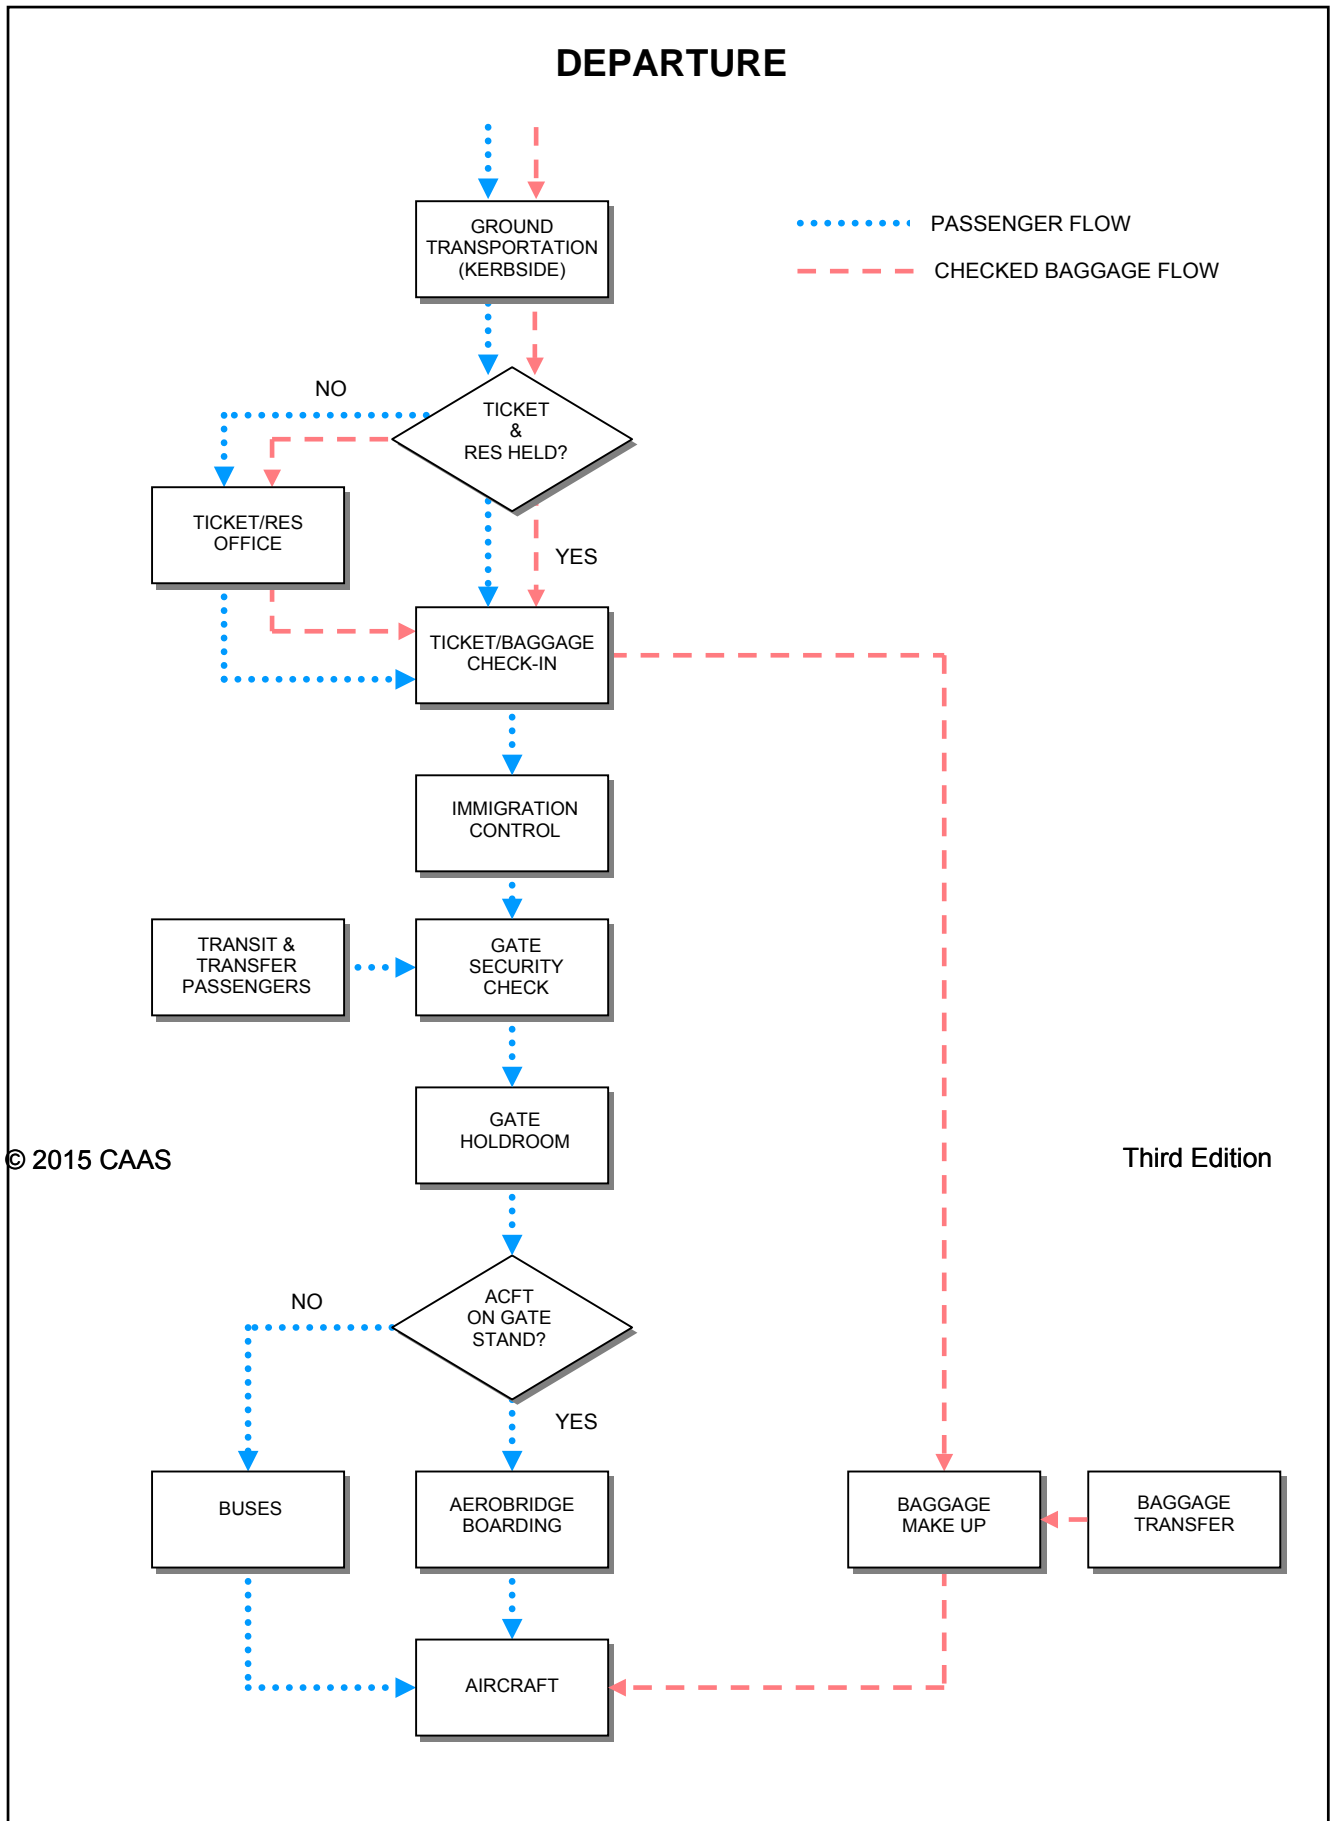 DEPARTURE
GROUND
TRANSPORTATION
(KERBSIDE)
PASSENGER FLOW
CHECKED BAGGAGE FLOW
NO
TICKET
&
RES HELD?
TICKET/RES
OFFICE
YES
TICKET/BAGGAGE
CHECK-IN
IMMIGRATION
CONTROL
TRANSIT &
TRANSFER
PASSENGERS
GATE
SECURITY
CHECK
GATE
HOLDROOM
© 2015 CAAS
Third Edition
NO
ACFT
ON GATE
STAND?
YES
BUSES
AEROBRIDGE
BOARDING
BAGGAGE
MAKE UP
BAGGAGE
TRANSFER
AIRCRAFT